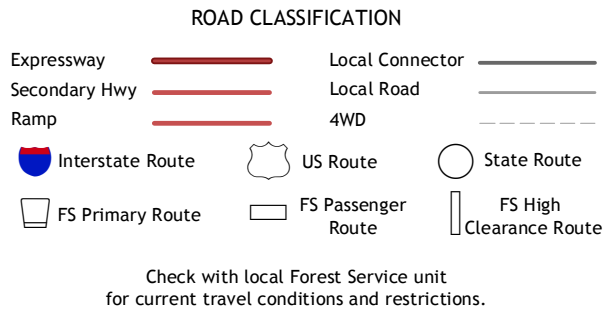 ROAD CLASSIFICATION
Expressway
Local Connector
Secondary Hwy
Local Road
Ramp
4WD
Interstate Route
US Route
State Route
FS Primary Route
FS Passenger
Route
FS High
Clearance Route
Check with local Forest Service unit
for current travel conditions and restrictions.